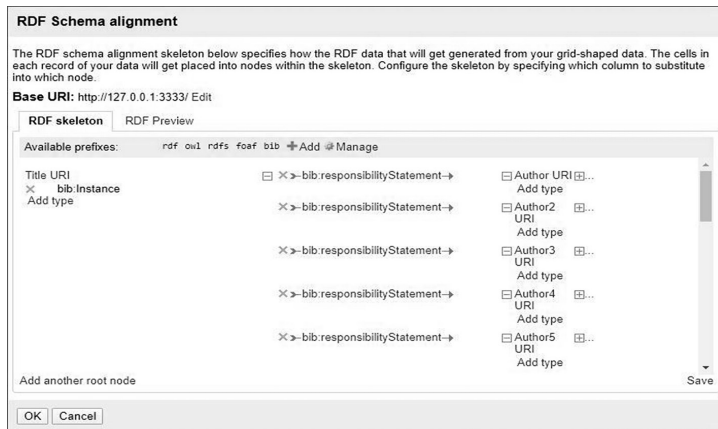 RDF Schema alignment
The RDF schema alignment skeleton below specifies how the RDF data that will get generated from your grid-shaped data. The cells in
each record of your data will get placed into nodes within the skeleton. Configure the skeleton by specifying which column to substitute
into which node.
Base URI: http://127.0.0.1:3333/ Edit
RDF skeleton RDF Preview
Available prefixes: rdf owl rdfs foaf bib Add Manage
Title URI bib:responsibilityStatement Author URI ...
bib:Instance Add type
Add type
bib:responsibilityStatement Author2 ...
URI
Add type
bib:responsibilityStatement Author3 ...
URI
Add type
bib:responsibilityStatement Author4 ...
URI
Add type
bib:responsibilityStatement Author5 ...
URI
Add type
Add another root node Save
OK Cancel